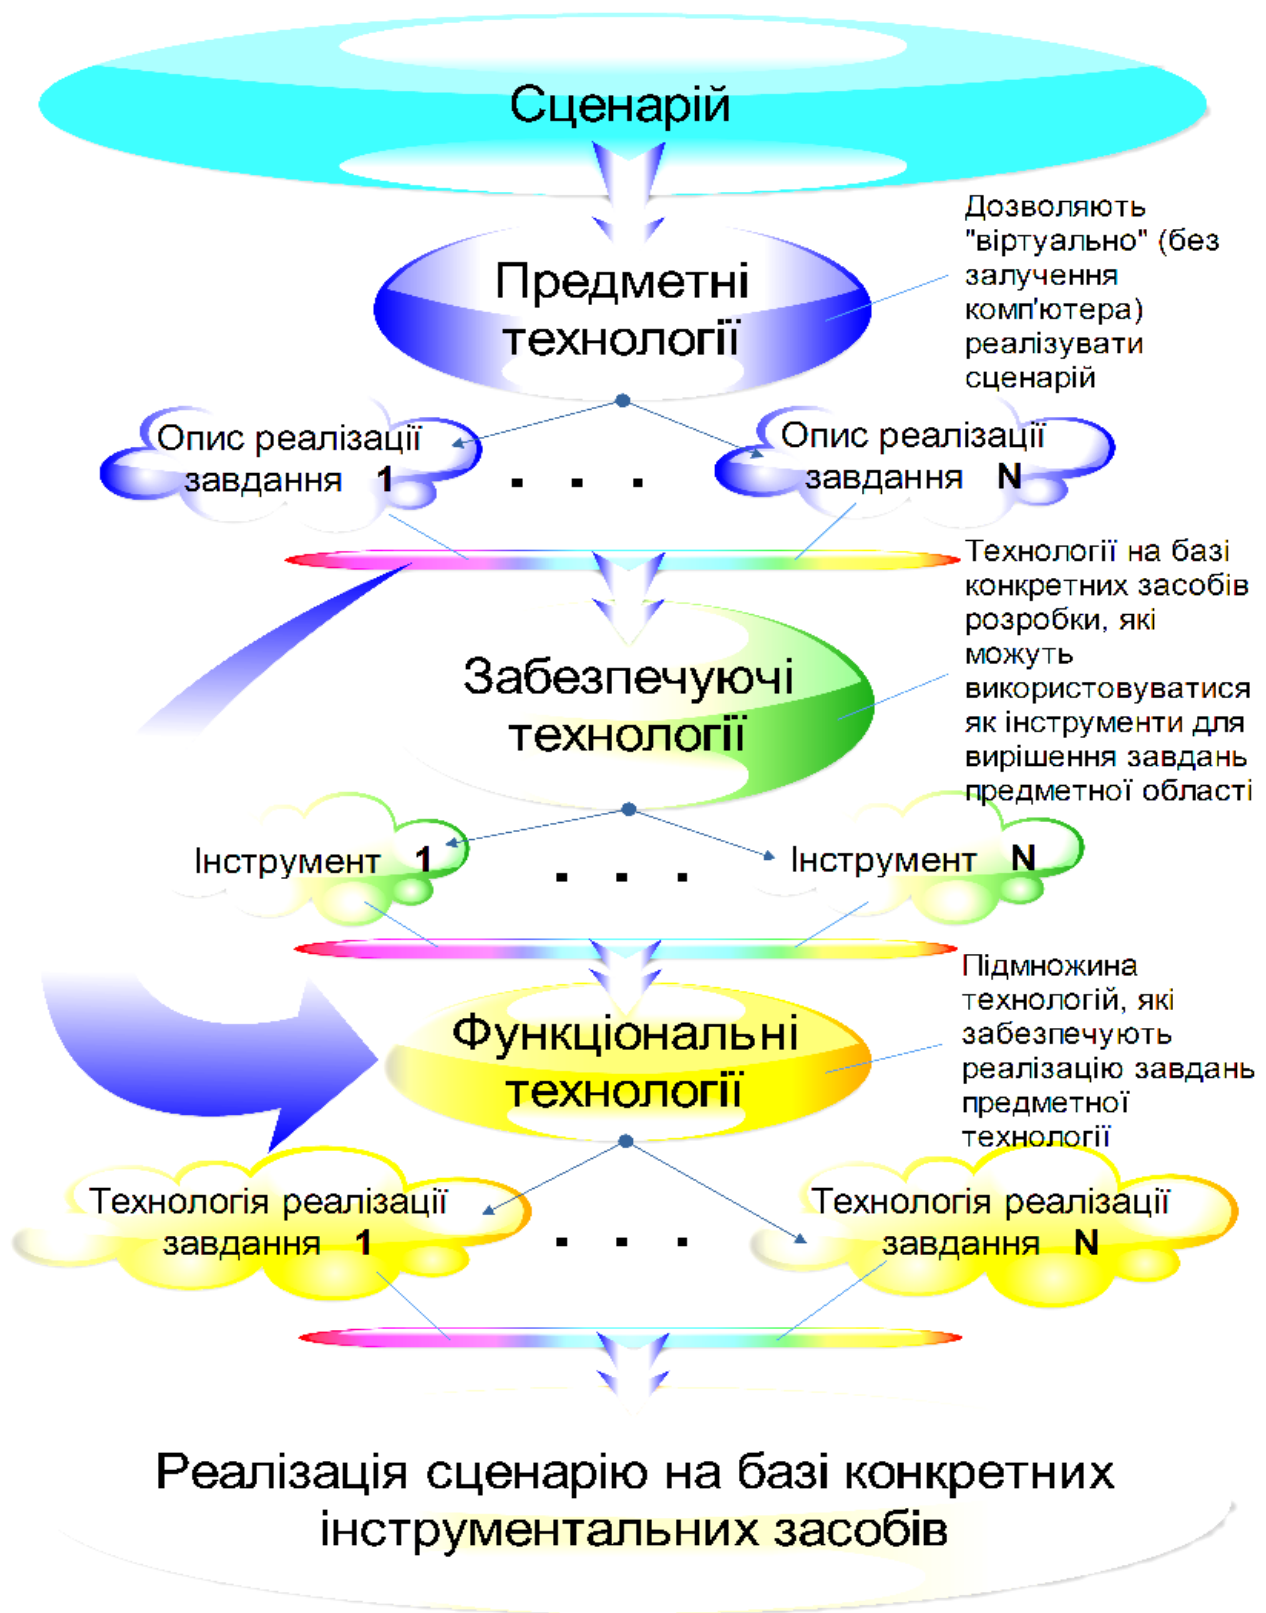 Сценарій
Дозволяють
"віртуально" (без
залучення
комп'ютера)
реалізувати
сценарій
Предметні
технології
Опис реалізації
завдання 1
. . .
Опис реалізації
завдання N
Технології на базі
конкретних засобів
розробки, які
можуть
використовуватися
як інструменти для
вирішення завдань
предметної області
Забезпечуючі
технології
Інструмент 1
. . .
Інструмент N
Підмножина
технологій, які
забезпечують
реалізацію завдань
предметної
технології
Функціональні
технології
Технологія реалізації
завдання 1
. . .
Технологія реалізації
завдання N
Реалізація сценарію на базі конкретних
інструментальних засобів